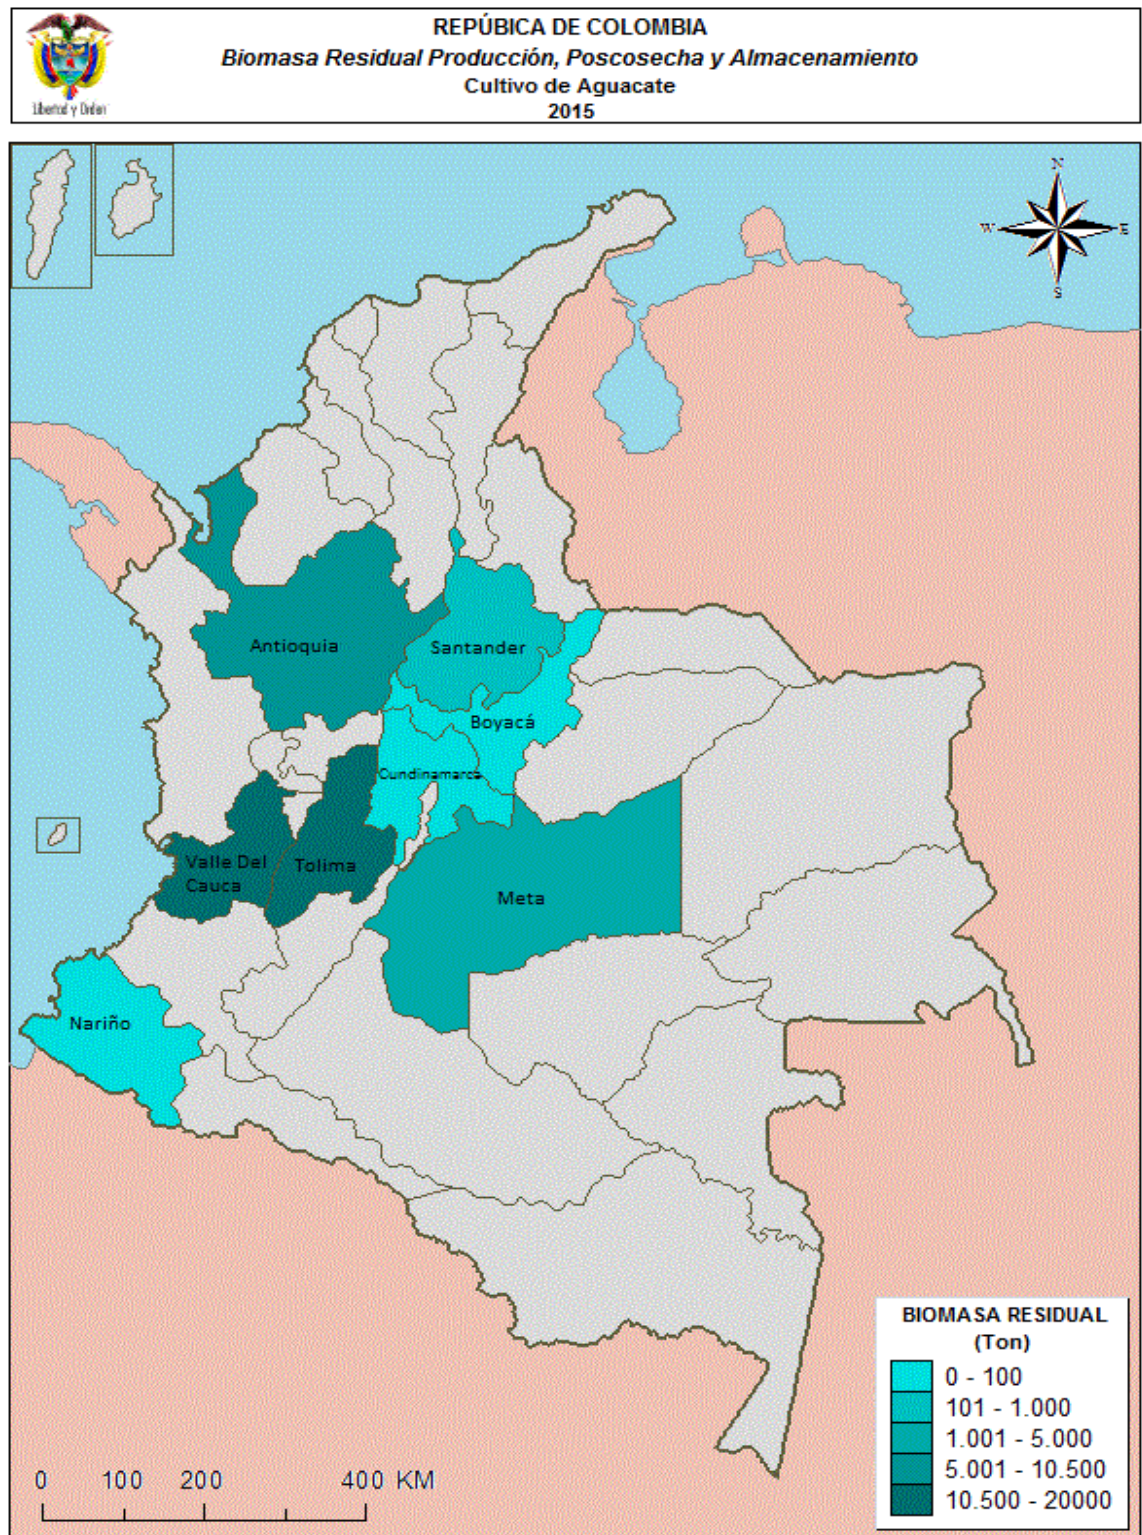 REPÚBICA DE COLOMBIA
Biomasa Residual Producción, Poscosecha y Almacenamiento
Cultivo de Aguacate
2015
Libertad y Orden
N
W
E
S
Antioquia
Santander
Boyacá
Cundinamarca
Valle Del
Cauca
Tolima
Meta
Nariño
BIOMASA RESIDUAL
(Ton)
0 - 100
101 - 1.000
1.001 - 5.000
5.001 - 10.500
10.500 - 20000
0 100 200 400 KM